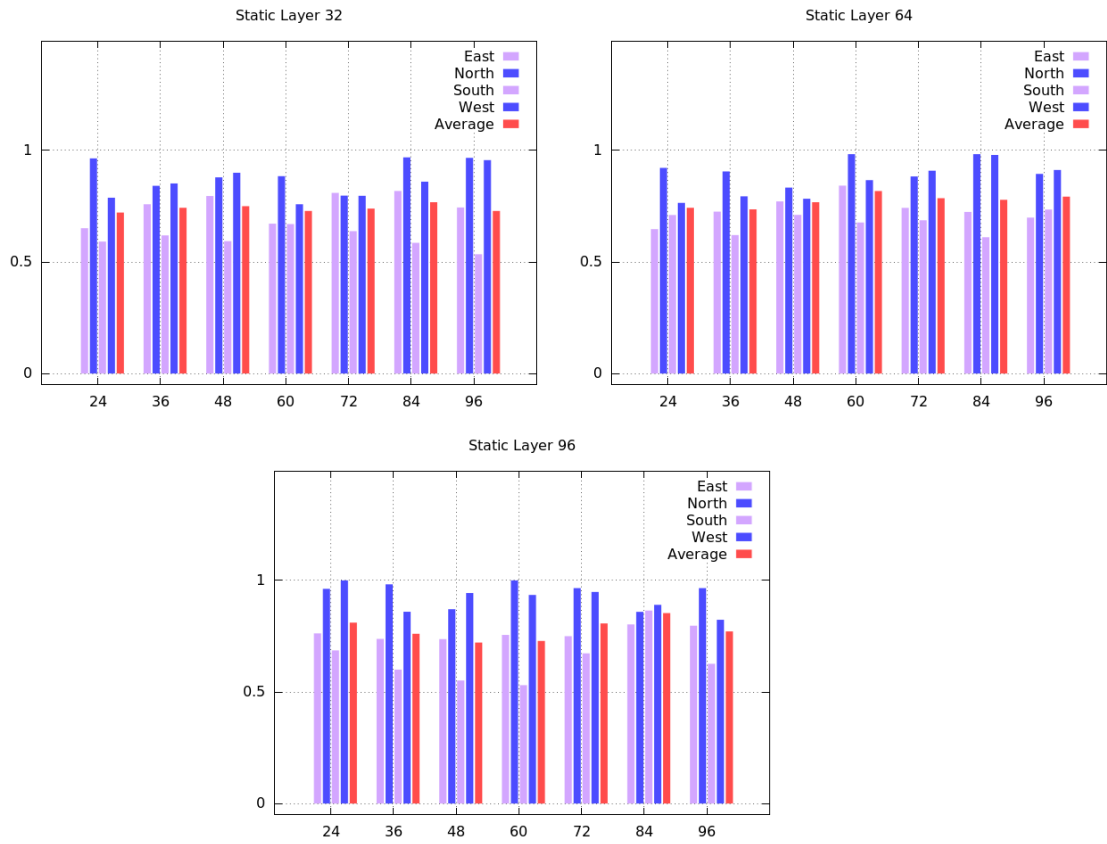 Static Layer 32
East
North
South
West
Average
1
0.5
0
24 36 48 60 72 84 96
Static Layer 64
East
North
South
West
Average
1
0.5
0
24 36 48 60 72 84 96
Static Layer 96
East
North
South
West
Average
1
0.5
0
24 36 48 60 72 84 96